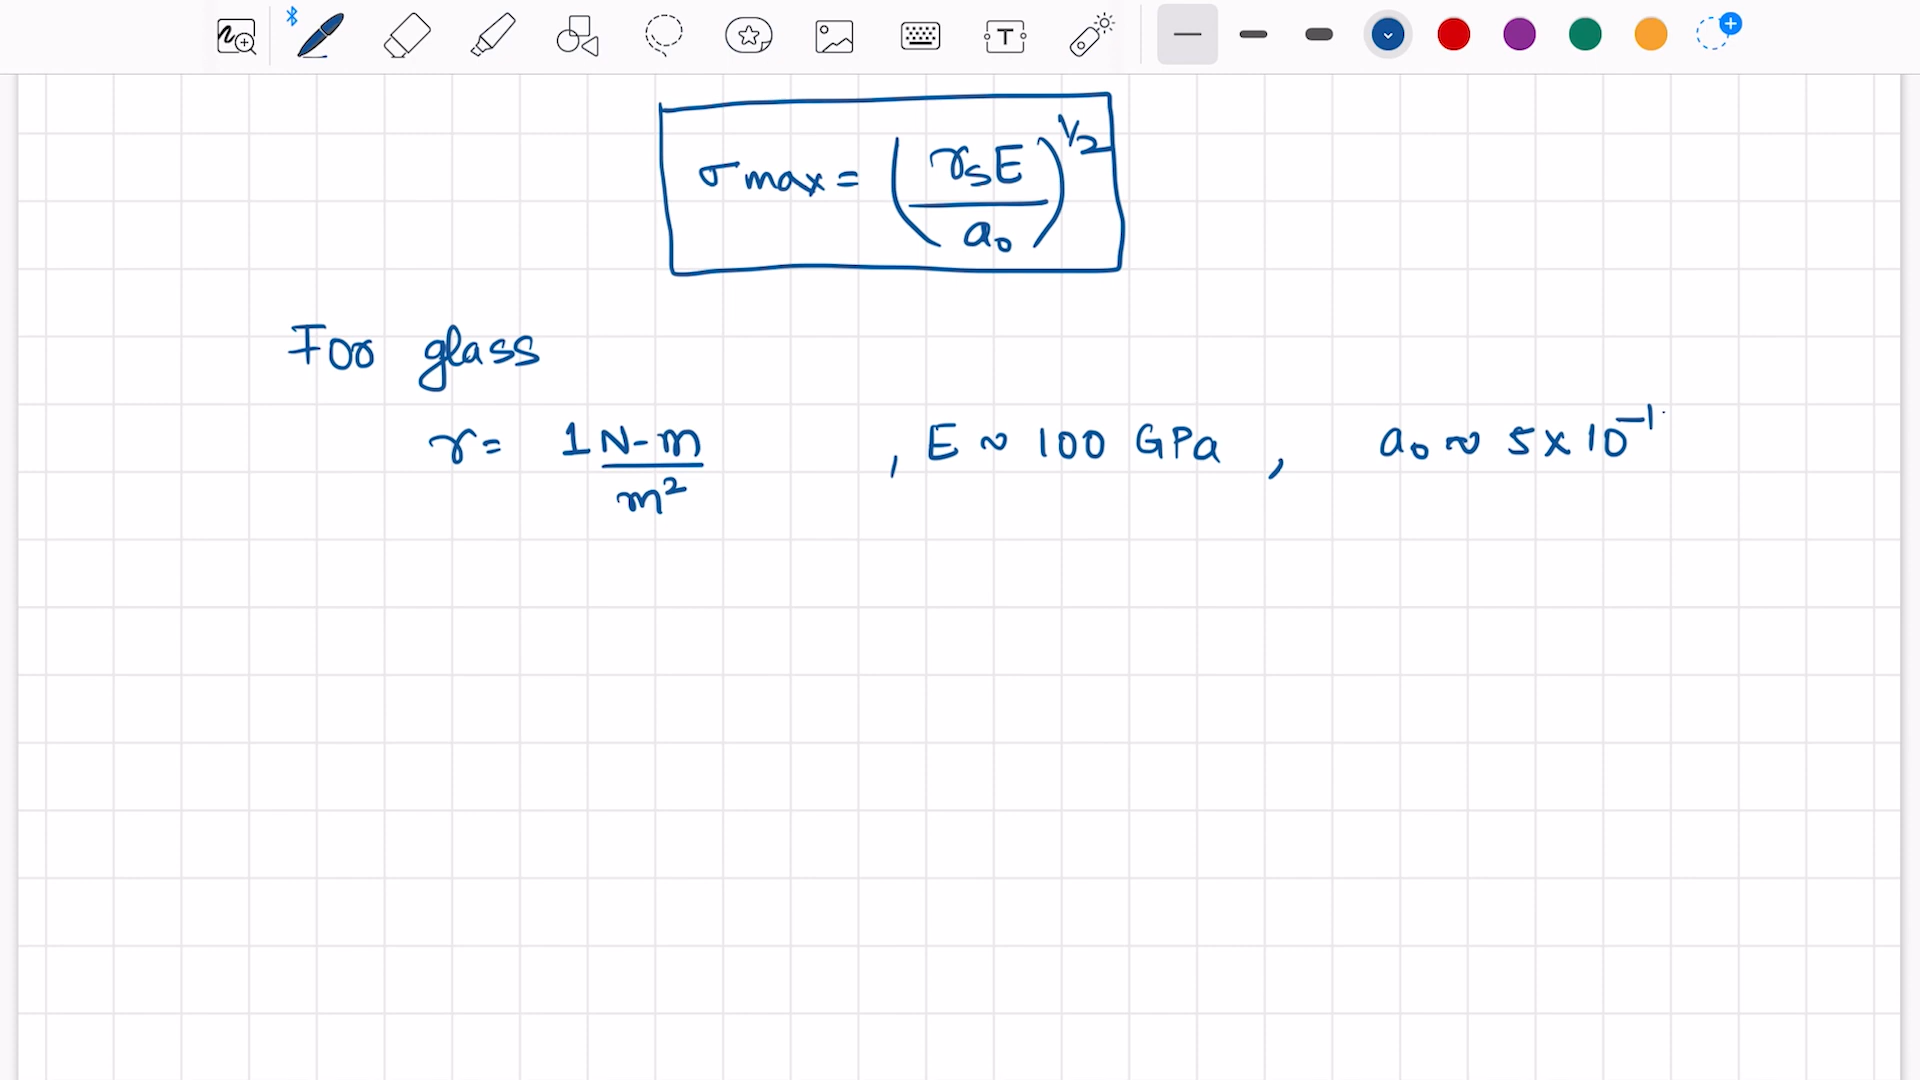 σmax = (γsE / a₀)^1/2
For glass
γ = 1 N-m / m² , E ~ 100 GPa , a₀ ~ 5 x 10⁻¹